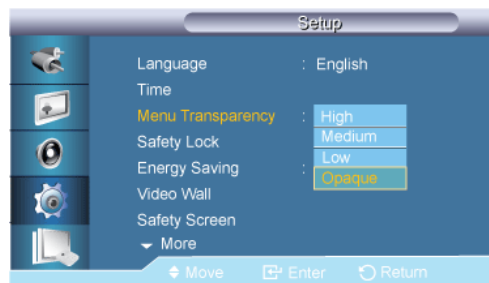 Setup
Language : English
Time
Menu Transparency : High
Medium
Safety Lock
Low
Energy Saving :
Opaque
Video Wall
Safety Screen
More
Move Enter Return